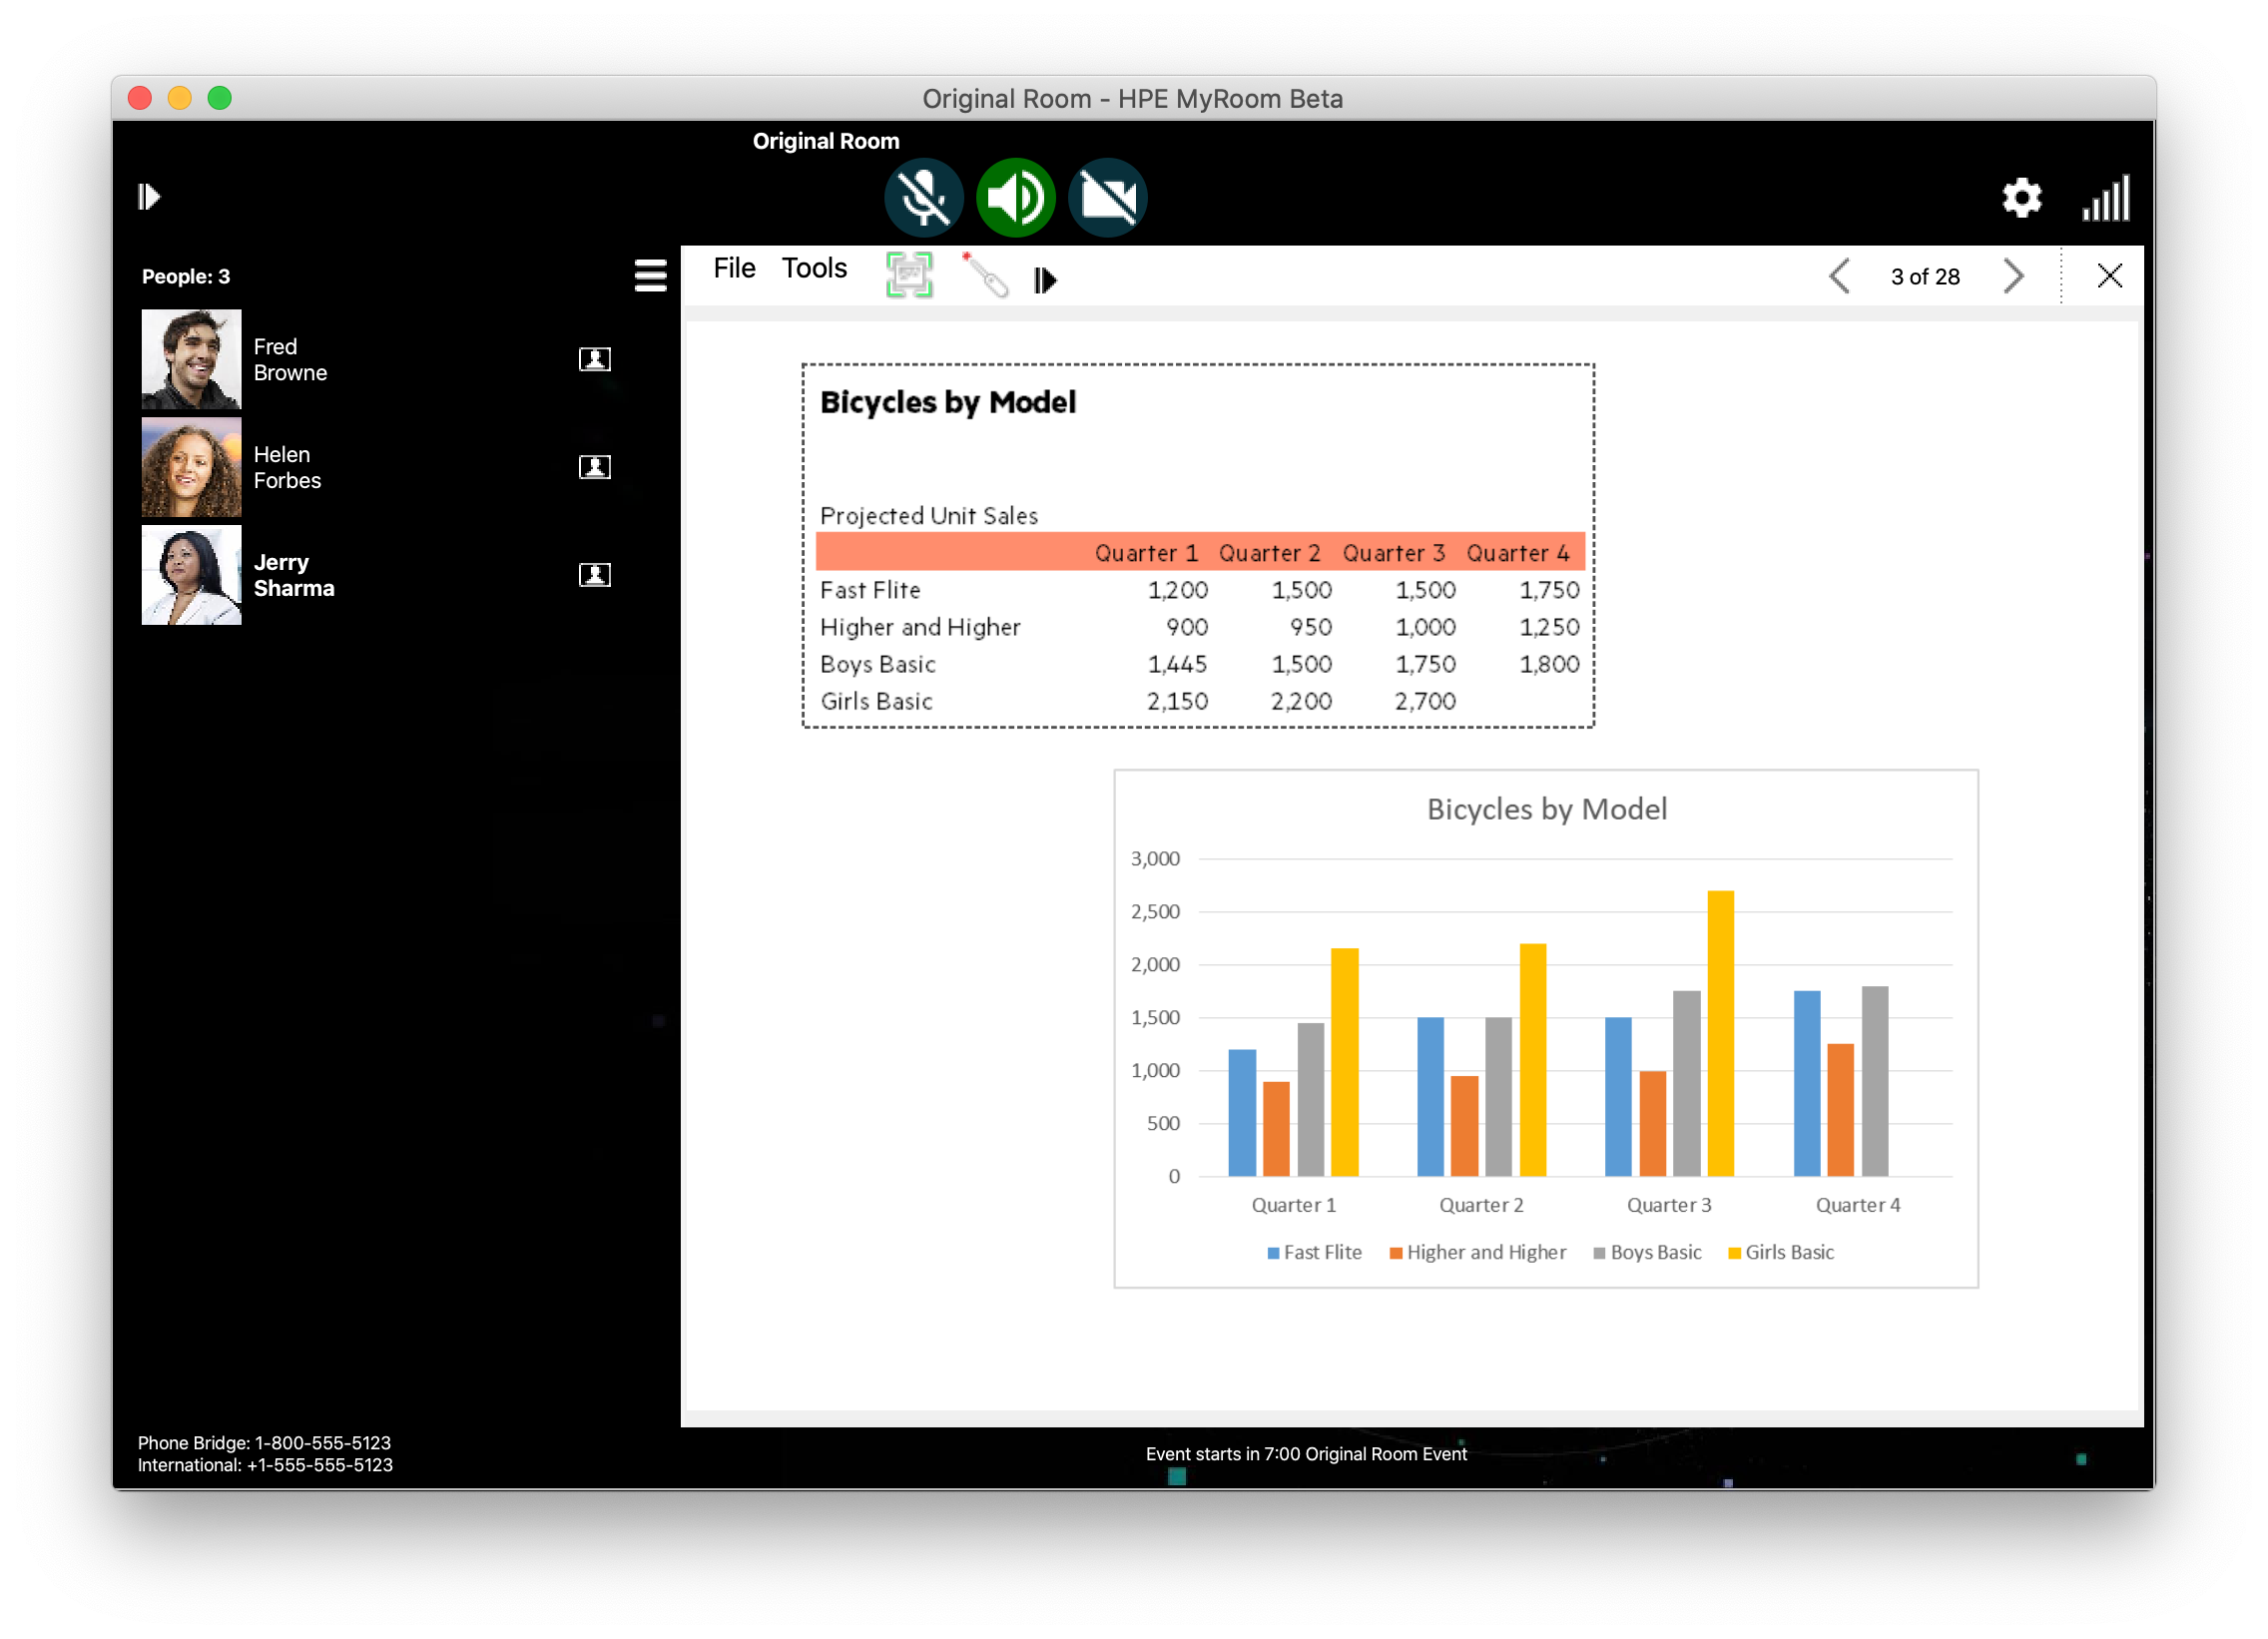 Original Room - HPE MyRoom Beta
Original Room
People: 3
Fred
Browne
Helen
Forbes
Jerry
Sharma
File Tools
3 of 28
Bicycles by Model
Projected Unit Sales
Quarter 1 Quarter 2 Quarter 3 Quarter 4
Fast Flite 1,200 1,500 1,500 1,750
Higher and Higher 900 950 1,000 1,250
Boys Basic 1,445 1,500 1,750 1,800
Girls Basic 2,150 2,200 2,700
Bicycles by Model
3,000
2,500
2,000
1,500
1,000
500
0
Quarter 1 Quarter 2 Quarter 3 Quarter 4
Fast Flite Higher and Higher Boys Basic Girls Basic
Phone Bridge: 1-800-555-5123
International: +1-555-555-5123
Event starts in 7:00 Original Room Event